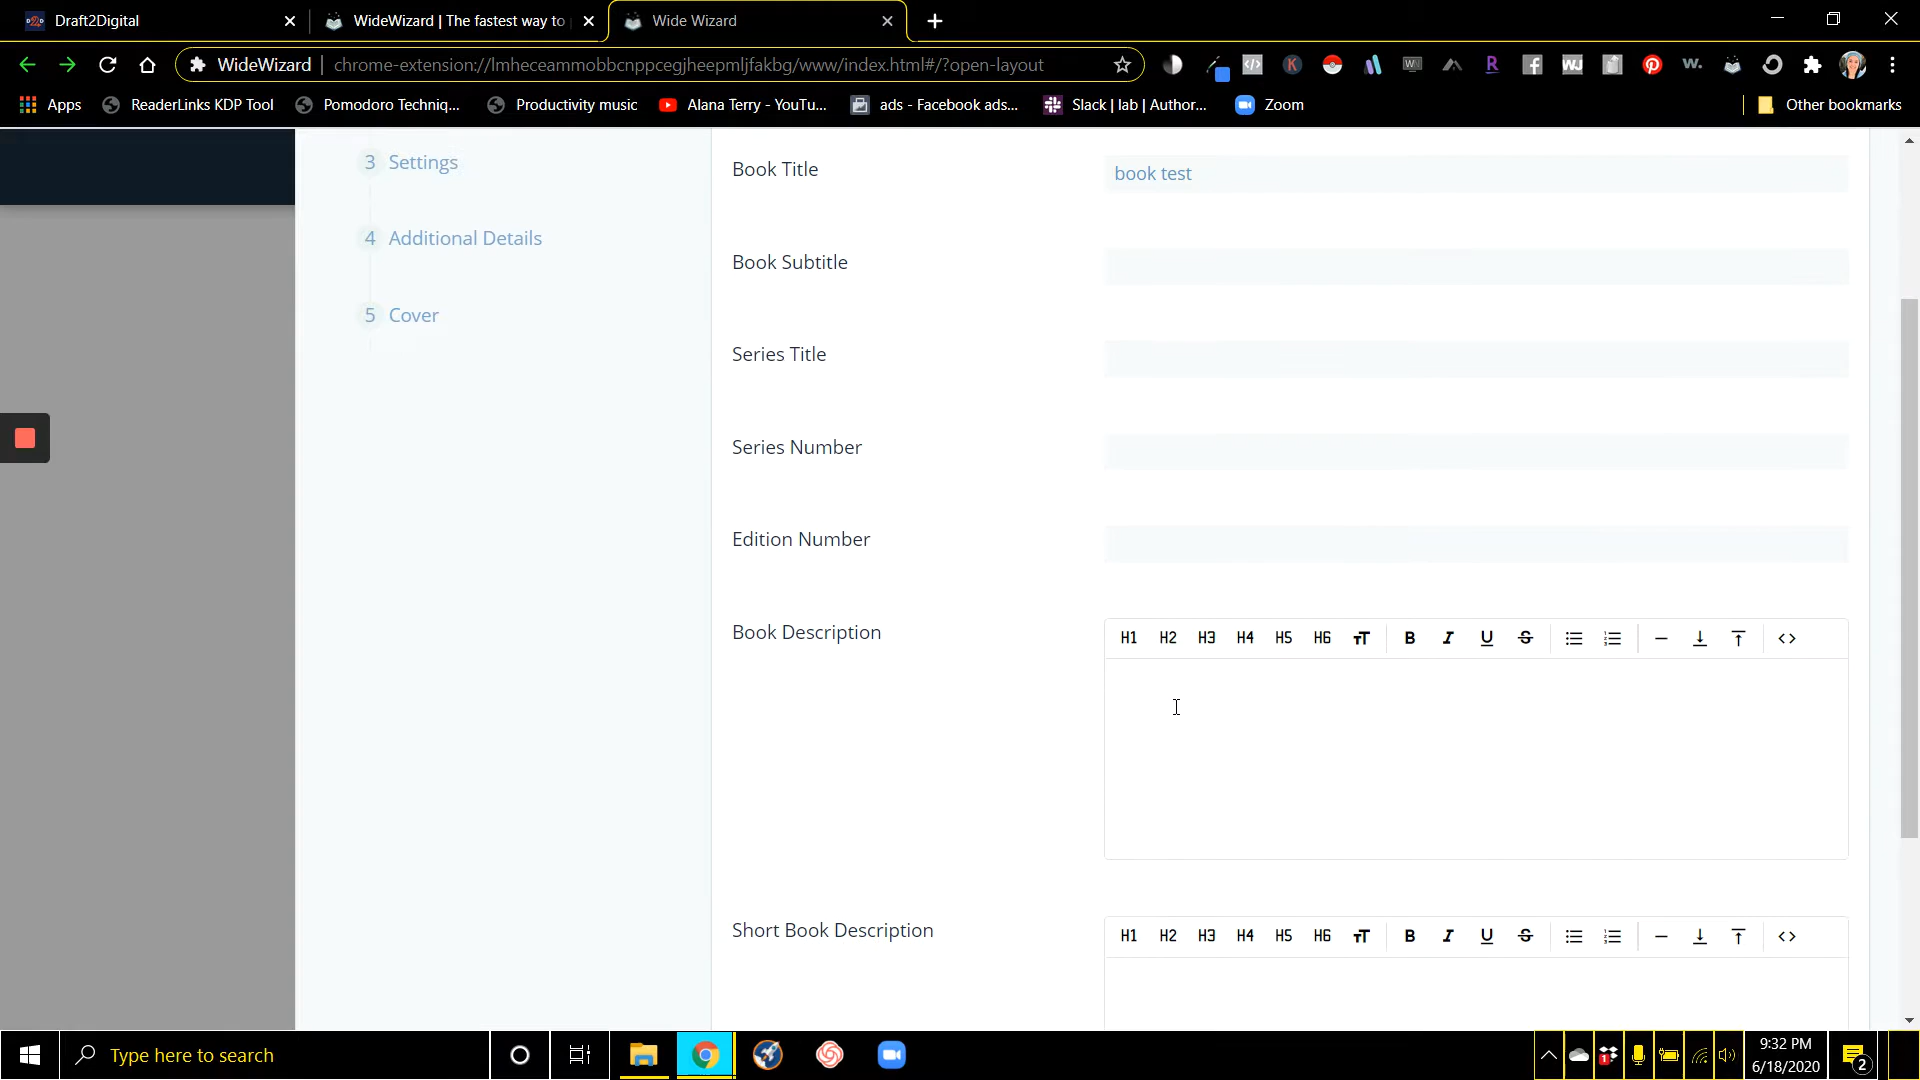 Draft2Digital
WideWizard | The fastest way to
Wide Wizard
WideWizard | chrome-extension://lmheceammobbcnppcegjheepmljfakbg/www/index.html#/?open-layout
Apps
ReaderLinks KDP Tool
Pomodoro Techniq...
Productivity music
Alana Terry - YouTu...
ads - Facebook ads...
Slack | lab | Author...
Zoom
Other bookmarks
3 Settings
4 Additional Details
5 Cover
Book Title
book test
Book Subtitle
Series Title
Series Number
Edition Number
Book Description
H1 H2 H3 H4 H5 H6 TT B I U S
Short Book Description
H1 H2 H3 H4 H5 H6 TT B I U S
Type here to search
1
9:32 PM
6/18/2020
2